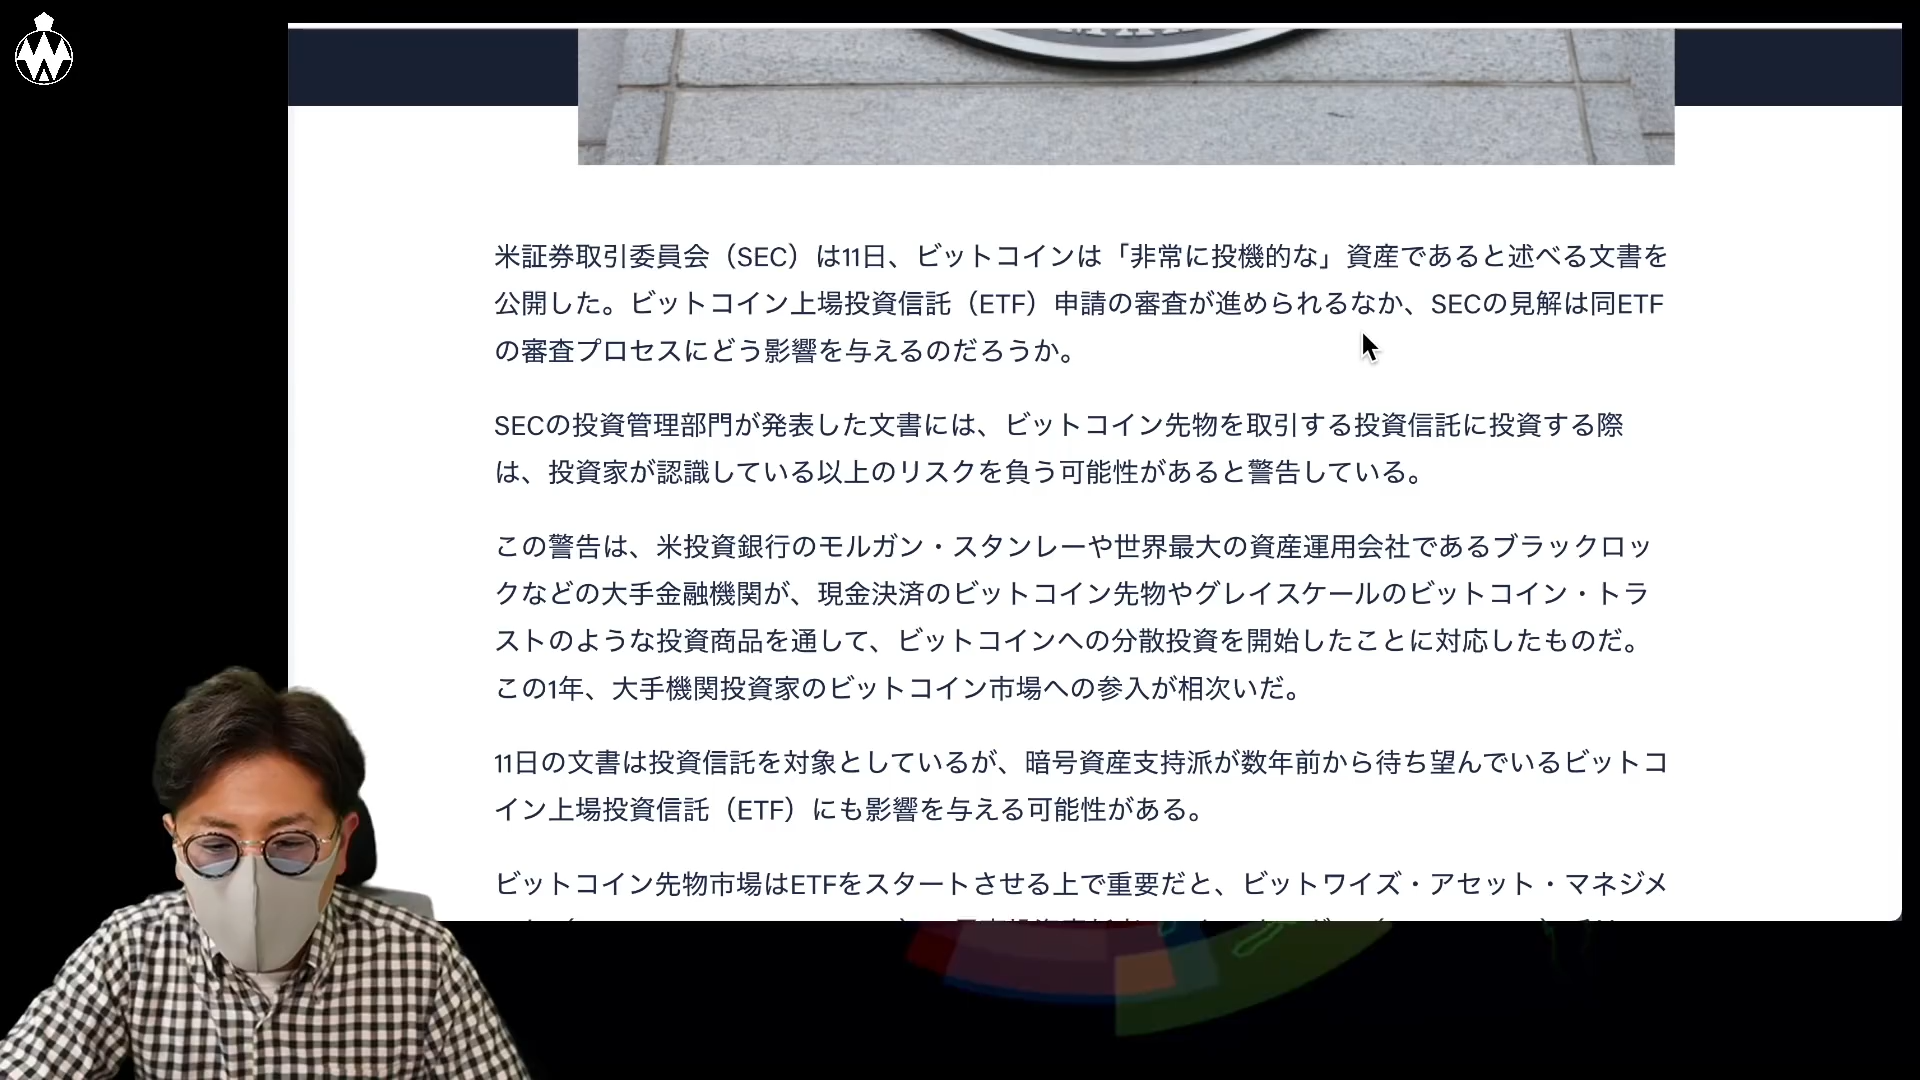 米証券取引委員会（SEC）は11日、ビットコインは「非常に投機的な」資産であると述べる文書を
公開した。ビットコイン上場投資信託（ETF）申請の審査が進められるなか、SECの見解は同ETF
の審査プロセスにどう影響を与えるのだろうか。
SECの投資管理部門が発表した文書には、ビットコイン先物を取引する投資信託に投資する際
は、投資家が認識している以上のリスクを負う可能性があると警告している。
この警告は、米投資銀行のモルガン・スタンレーや世界最大の資産運用会社であるブラックロッ
クなどの大手金融機関が、現金決済のビットコイン先物やグレイスケールのビットコイン・トラ
ストのような投資商品を通して、ビットコインへの分散投資を開始したことに対応したものだ。
この1年、大手機関投資家のビットコイン市場への参入が相次いだ。
11日の文書は投資信託を対象としているが、暗号資産支持派が数年前から待ち望んでいるビットコ
イン上場投資信託（ETF）にも影響を与える可能性がある。
ビットコイン先物市場はETFをスタートさせる上で重要だと、ビットワイズ・アセット・マネジメ